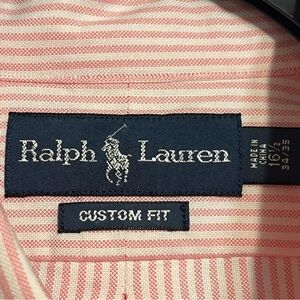 Ralph Lauren
MADE IN
CHINA
16½
34/35
CUSTOM FIT